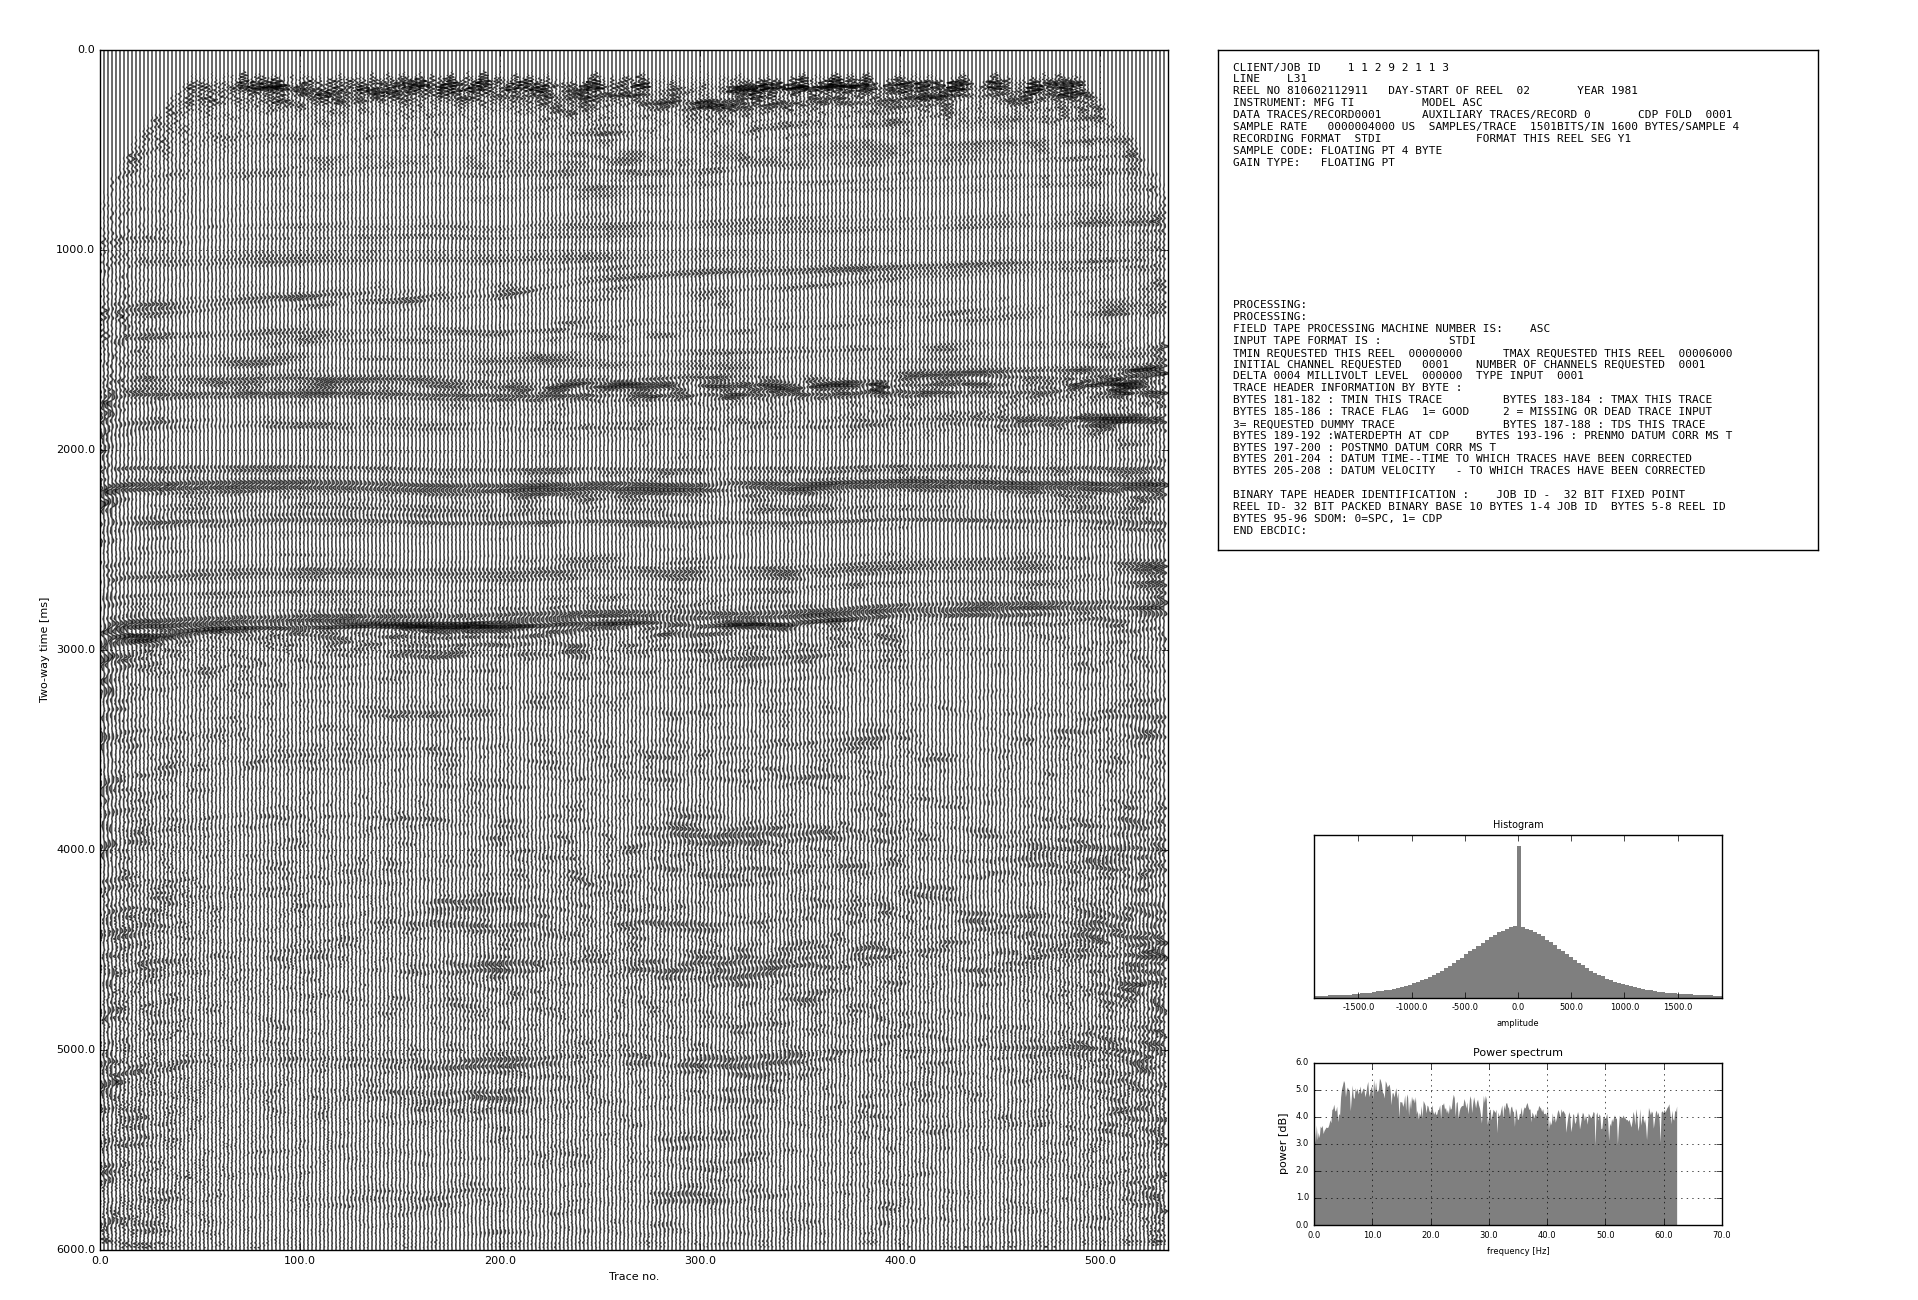 0.0
1000.0
2000.0
3000.0
4000.0
5000.0
6000.0
Two-way time [ms]
0.0 100.0 200.0 300.0 400.0 500.0
Trace no.
CLIENT/JOB ID    1 1 2 9 2 1 1 3
LINE    L31
REEL NO 810602112911   DAY-START OF REEL  02       YEAR 1981
INSTRUMENT: MFG TI          MODEL ASC
DATA TRACES/RECORD0001      AUXILIARY TRACES/RECORD 0       CDP FOLD  0001
SAMPLE RATE   0000004000 US  SAMPLES/TRACE  1501BITS/IN 1600 BYTES/SAMPLE 4
RECORDING FORMAT  STDI              FORMAT THIS REEL SEG Y1
SAMPLE CODE: FLOATING PT 4 BYTE
GAIN TYPE:   FLOATING PT
PROCESSING:
PROCESSING:
FIELD TAPE PROCESSING MACHINE NUMBER IS:    ASC
INPUT TAPE FORMAT IS :          STDI
TMIN REQUESTED THIS REEL  00000000      TMAX REQUESTED THIS REEL  00006000
INITIAL CHANNEL REQUESTED   0001    NUMBER OF CHANNELS REQUESTED  0001
DELTA 0004 MILLIVOLT LEVEL  000000  TYPE INPUT  0001
TRACE HEADER INFORMATION BY BYTE :
BYTES 181-182 : TMIN THIS TRACE         BYTES 183-184 : TMAX THIS TRACE
BYTES 185-186 : TRACE FLAG  1= GOOD     2 = MISSING OR DEAD TRACE INPUT
3= REQUESTED DUMMY TRACE                BYTES 187-188 : TDS THIS TRACE
BYTES 189-192 :WATERDEPTH AT CDP    BYTES 193-196 : PRENMO DATUM CORR MS T
BYTES 197-200 : POSTNMO DATUM CORR MS T
BYTES 201-204 : DATUM TIME--TIME TO WHICH TRACES HAVE BEEN CORRECTED
BYTES 205-208 : DATUM VELOCITY   - TO WHICH TRACES HAVE BEEN CORRECTED
BINARY TAPE HEADER IDENTIFICATION :    JOB ID -  32 BIT FIXED POINT
REEL ID- 32 BIT PACKED BINARY BASE 10 BYTES 1-4 JOB ID  BYTES 5-8 REEL ID
BYTES 95-96 SDOM: 0=SPC, 1= CDP
END EBCDIC:
Histogram
-1500.0 -1000.0 -500.0 0.0 500.0 1000.0 1500.0
amplitude
Power spectrum
6.0
5.0
4.0
3.0
2.0
1.0
0.0
power [dB]
0.0 10.0 20.0 30.0 40.0 50.0 60.0 70.0
frequency [Hz]